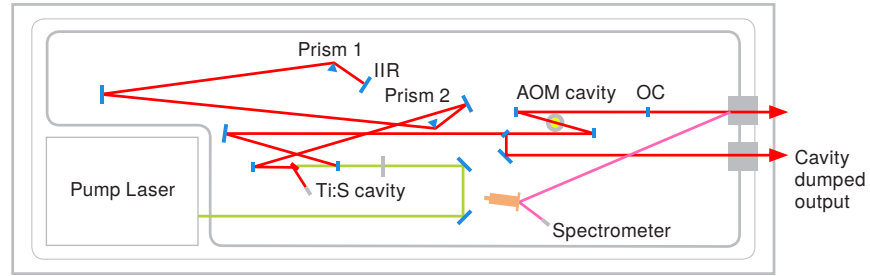 Prism 1
IIR
Prism 2
AOM cavity
OC
Pump Laser
Ti:S cavity
Spectrometer
Cavity
dumped
output